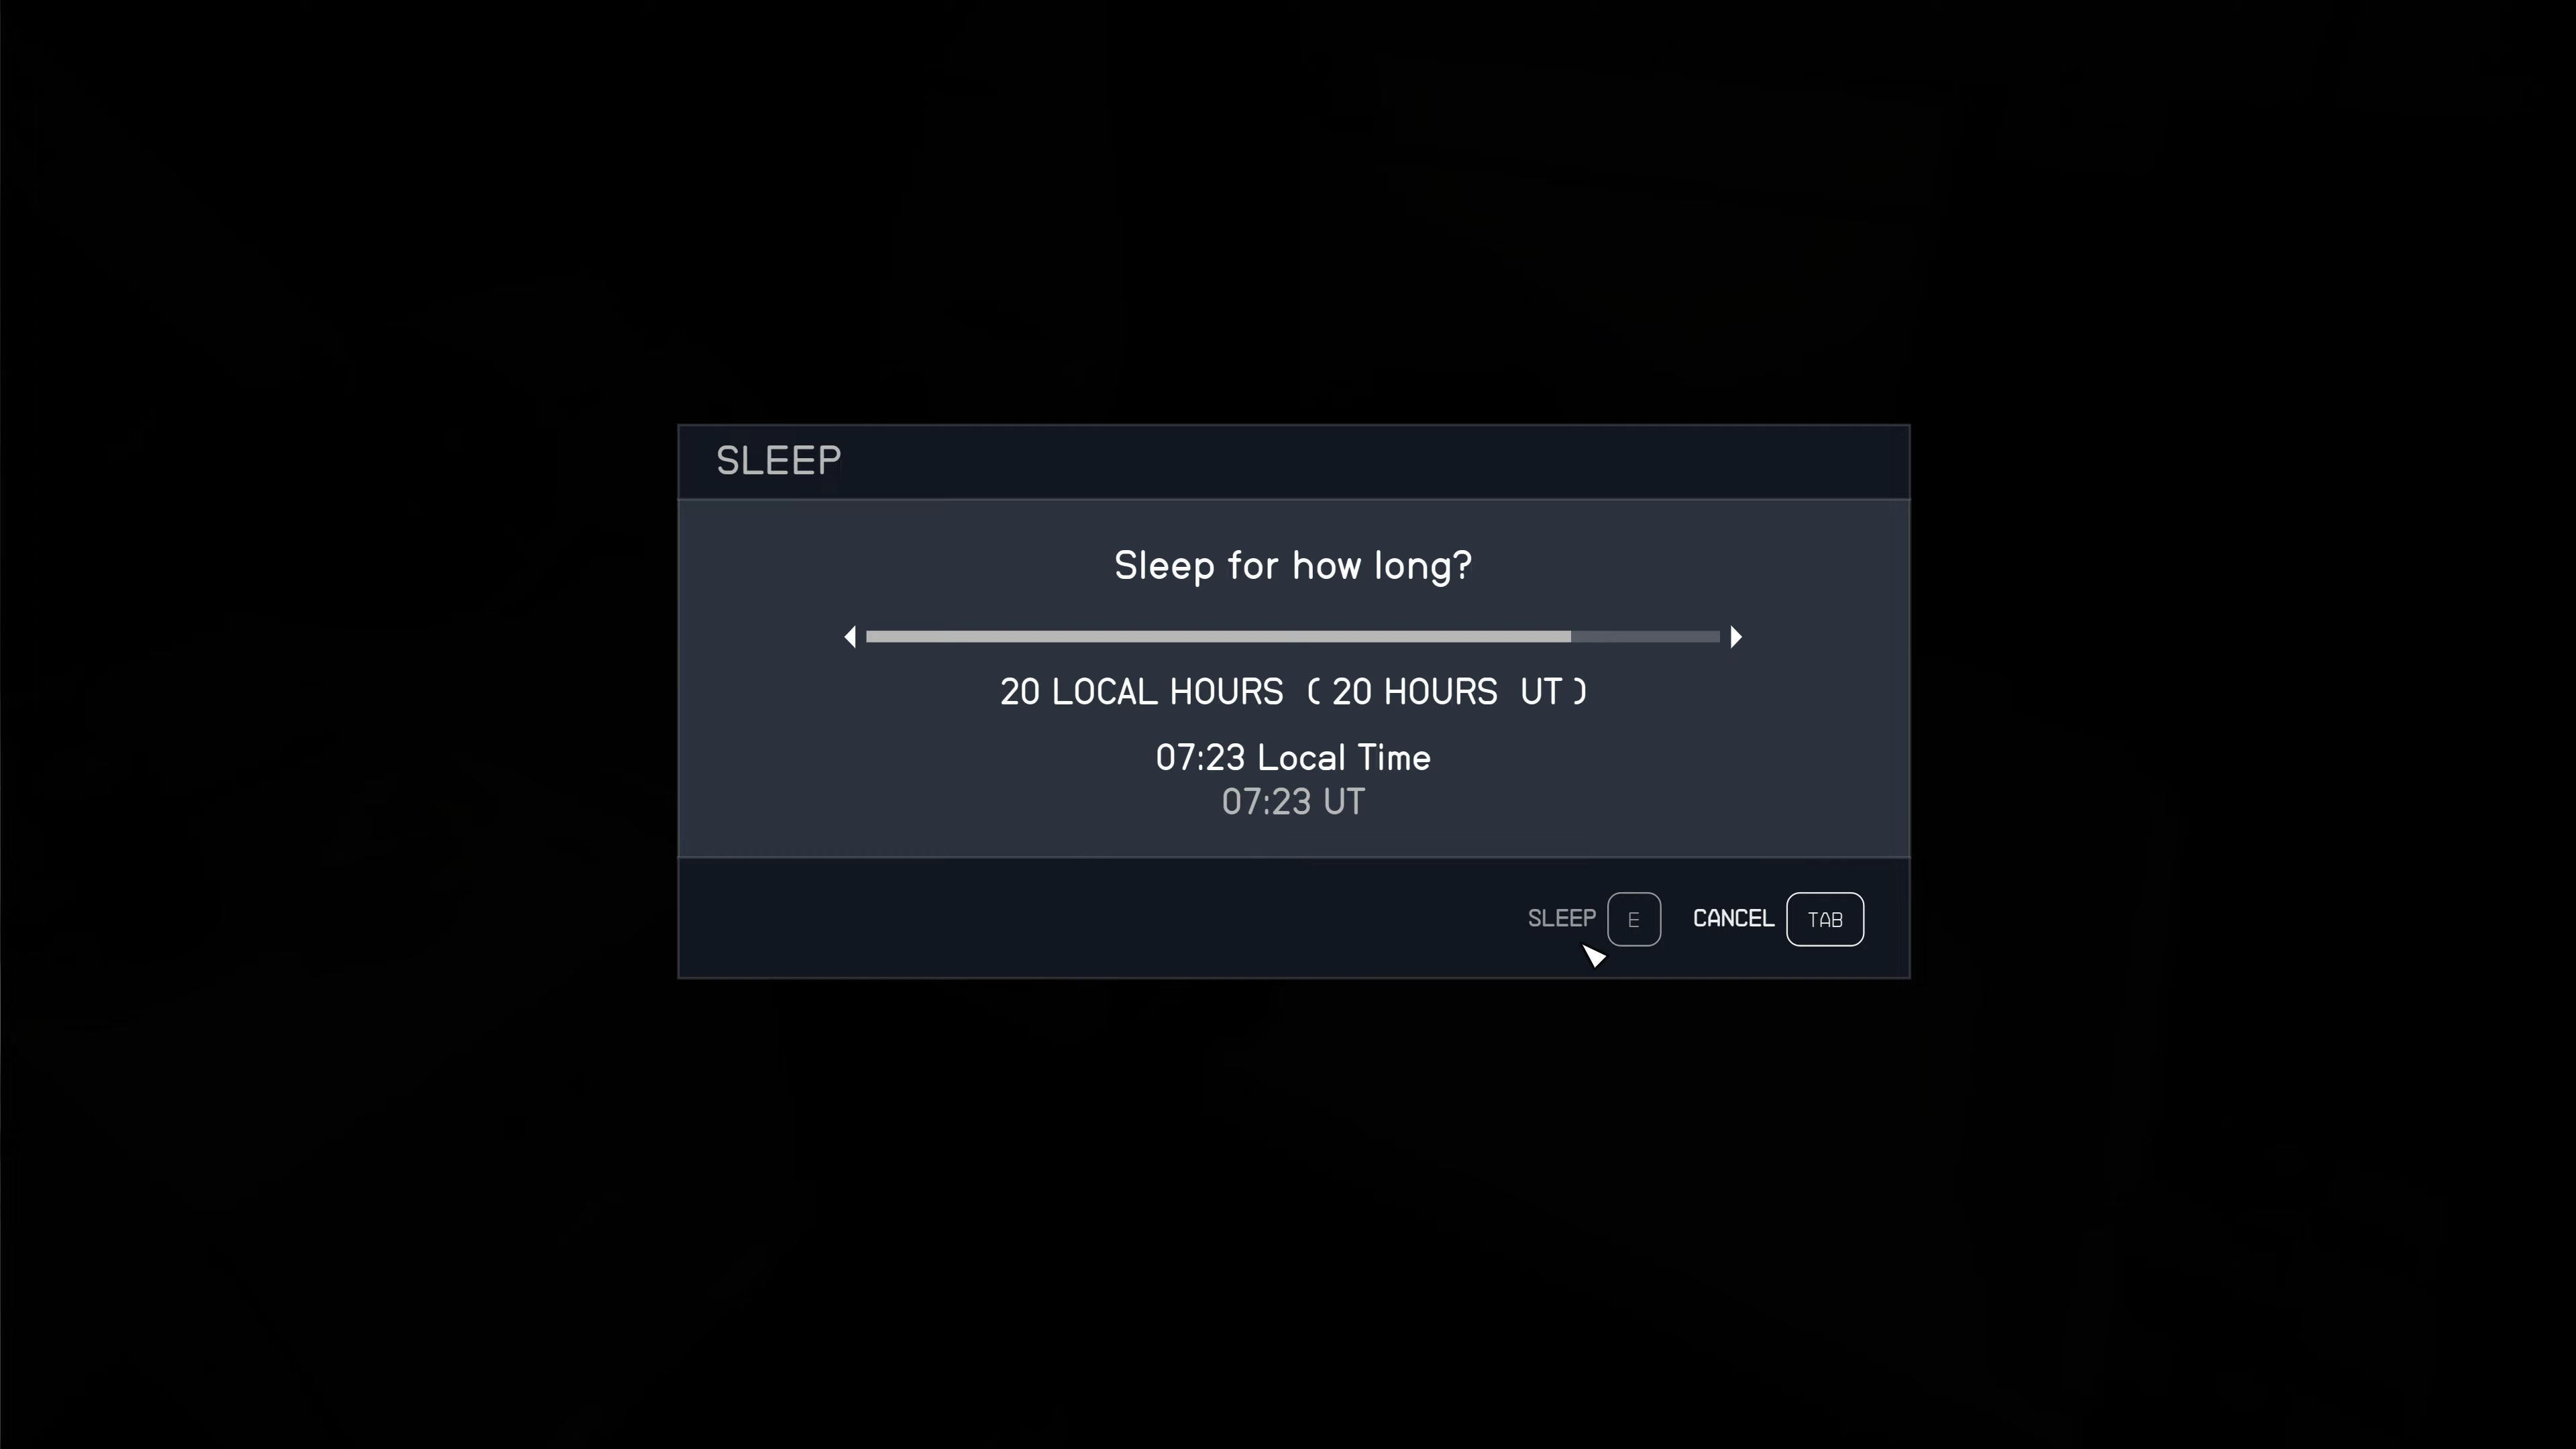 SLEEP
Sleep for how long?
20 LOCAL HOURS ( 20 HOURS UT )
07:23 Local Time
07:23 UT
SLEEP E CANCEL TAB